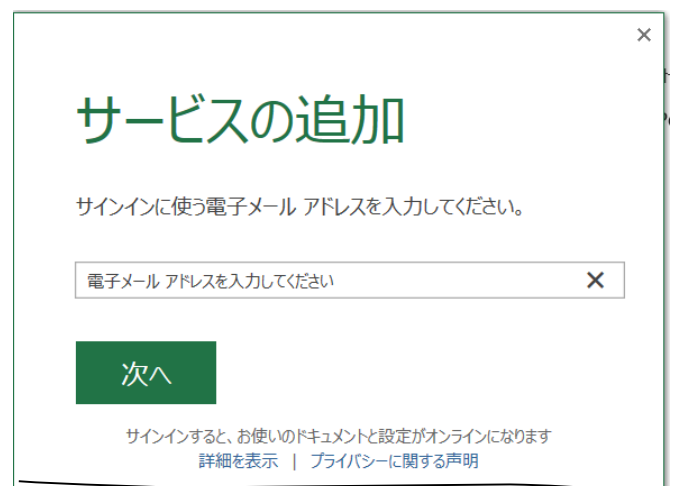 サービスの追加
サインインに使う電子メール アドレスを入力してください。
電子メール アドレスを入力してください
次へ
サインインすると、お使いのドキュメントと設定がオンラインになります
詳細を表示 | プライバシーに関する声明